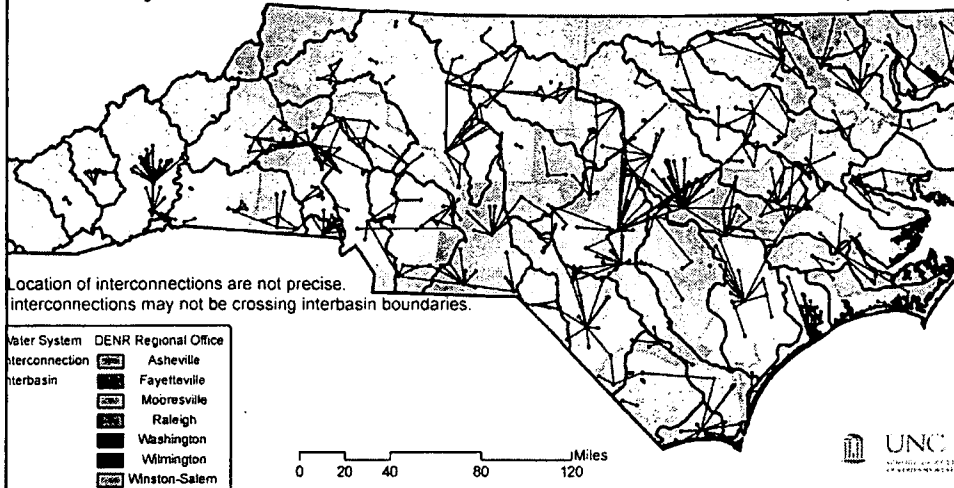 Location of interconnections are not precise.
interconnections may not be crossing interbasin boundaries.
Water System DENR Regional Office
Interconnection Asheville
Interbasin Fayetteville
Mooresville
Raleigh
Washington
Wilmington
Winston-Salem
Miles
0 20 40 80 120
UNC